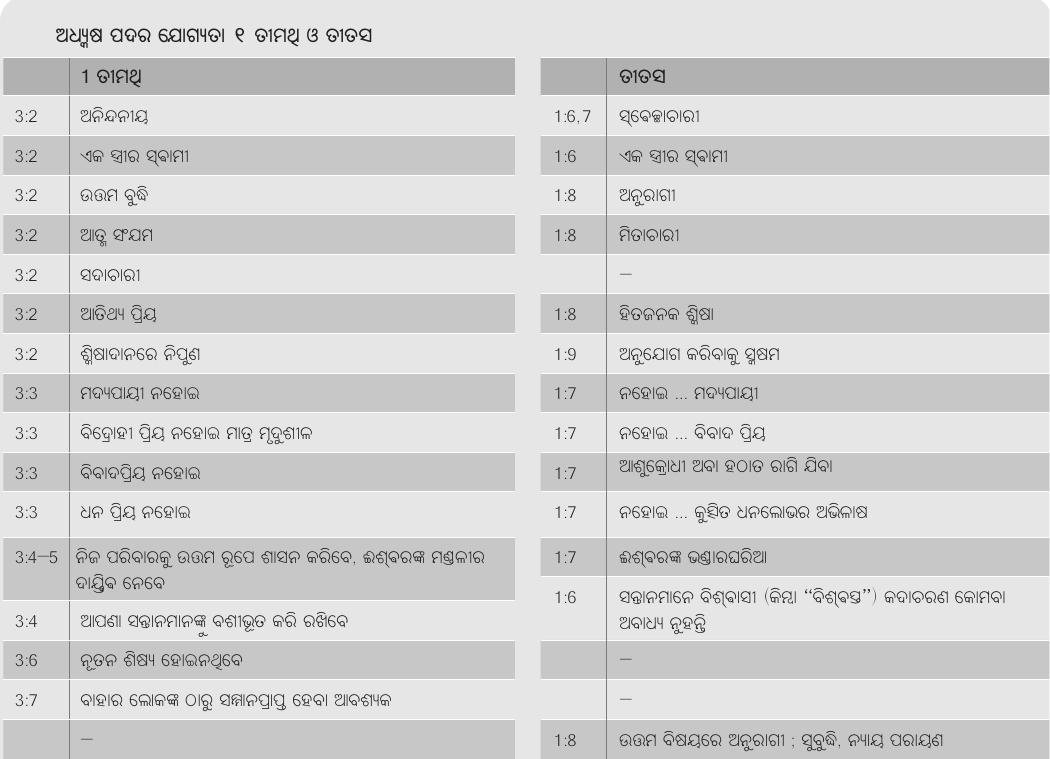 ଅଧ୍ୟକ୍ଷ ପଦର ଯୋଗ୍ୟତା ୧ ତୀମଥି ଓ ତୀତସ
1 ତୀମଥି
3:2 ଅନିନ୍ଦନୀୟ
3:2 ଏକ ସ୍ତ୍ରୀର ସ୍ଵାମୀ
3:2 ଉତ୍ତମ ବୁଦ୍ଧି
3:2 ଆତ୍ମ ସଂଯମ
3:2 ସଦାଚାରୀ
3:2 ଆତିଥ୍ୟ ପ୍ରିୟ
3:2 ଶିକ୍ଷାଦାନରେ ନିପୁଣ
3:3 ମଦ୍ୟପାୟୀ ନହୋଇ
3:3 ବିଦ୍ରୋହୀ ପ୍ରିୟ ନହୋଇ ମାତ୍ର ମୃଦୁଶୀଳ
3:3 ବିବାଦପ୍ରିୟ ନହୋଇ
3:3 ଧନ ପ୍ରିୟ ନହୋଇ
3:4–5 ନିଜ ପରିବାରକୁ ଉତ୍ତମ ରୂପେ ଶାସନ କରିବେ, ଈଶ୍ଵରଙ୍କ ମଣ୍ଡଳୀର
ଦାୟିତ୍ଵ ନେବେ
3:4 ଆପଣା ସନ୍ତାନମାନଙ୍କୁ ବଶୀଭୂତ କରି ରଖିବେ
3:6 ନୂତନ ଶିଷ୍ୟ ହୋଇନଥିବେ
3:7 ବାହାର ଲୋକଙ୍କ ଠାରୁ ସମ୍ମାନପ୍ରାପ୍ତ ହେବା ଆବଶ୍ୟକ
–
ତୀତସ
1:6,7 ସ୍ଵେଚ୍ଛାଚାରୀ
1:6 ଏକ ସ୍ତ୍ରୀର ସ୍ଵାମୀ
1:8 ଅନୁରାଗୀ
1:8 ମିତାଚାରୀ
–
1:8 ହିତଜନକ ଶିକ୍ଷା
1:9 ଅନୁଯୋଗ କରିବାକୁ ସକ୍ଷମ
1:7 ନହୋଇ ... ମଦ୍ୟପାୟୀ
1:7 ନହୋଇ ... ବିବାଦ ପ୍ରିୟ
1:7 ଆଶୁକ୍ରୋଧୀ ଅବା ହଠାତ ରାଗି ଯିବା
1:7 ନହୋଇ ... କୁତ୍ସିତ ଧନଲୋଭର ଅଭିଳାଷ
1:7 ଈଶ୍ଵରଙ୍କ ଭଣ୍ଡାରଘରିଆ
1:6 ସନ୍ତାନମାନେ ବିଶ୍ଵାସୀ (କିମ୍ବା “ବିଶ୍ଵସ୍ତ”) କଦାଚରଣ କୋମବା
ଅବାଧ୍ୟ ନୁହନ୍ତି
–
–
1:8 ଉତ୍ତମ ବିଷୟରେ ଅନୁରାଗୀ ; ସୁବୁଦ୍ଧି, ନ୍ୟାୟ ପରାୟଣ